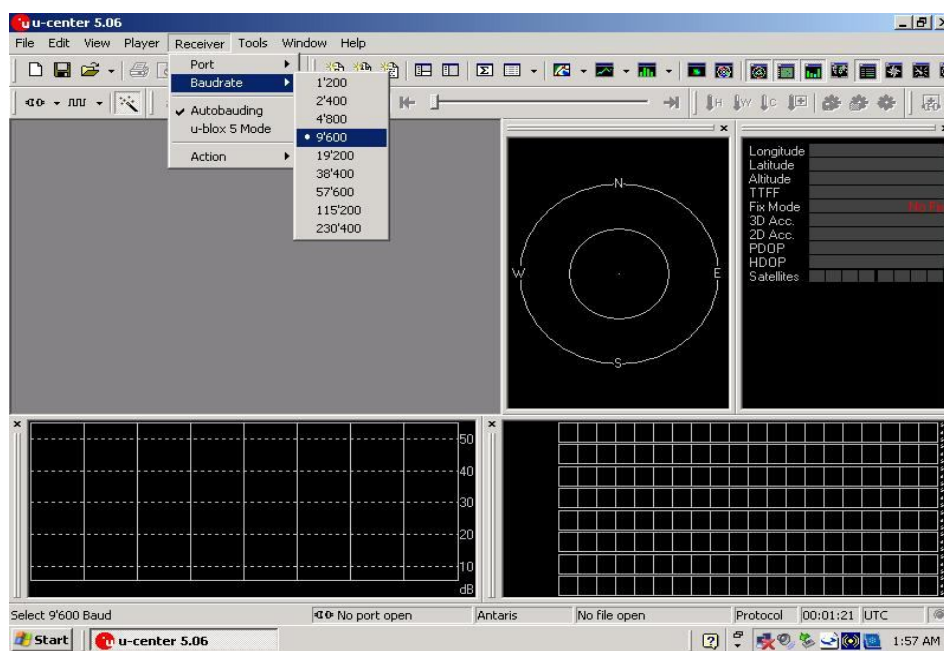 u-center 5.06
File Edit View Player Receiver Tools Window Help
Port
Baudrate
Autobauding
u-blox 5 Mode
Action
1'200
2'400
4'800
9'600
19'200
38'400
57'600
115'200
230'400
N
W
E
S
Longitude
Latitude
Altitude
TTFF
Fix Mode
3D Acc.
2D Acc.
PDOP
HDOP
Satellites
50
40
30
20
10
dB
Select 9'600 Baud No port open Antaris No file open Protocol 00:01:21 UTC
Start u-center 5.06 1:57 AM